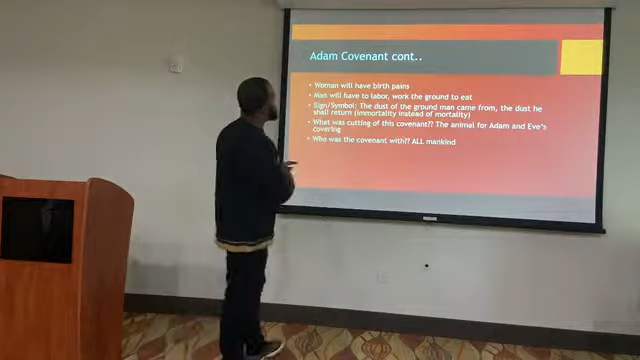 Adam Covenant cont..
• Woman will have birth pains
• Man will have to labor, work the ground to eat
• Sign/Symbol: The dust of the ground man came from, the dust he
shall return (immortality instead of mortality)
• What was cutting of this covenant?? The animal for Adam and Eve's
covering
• Who was the covenant with?? ALL mankind